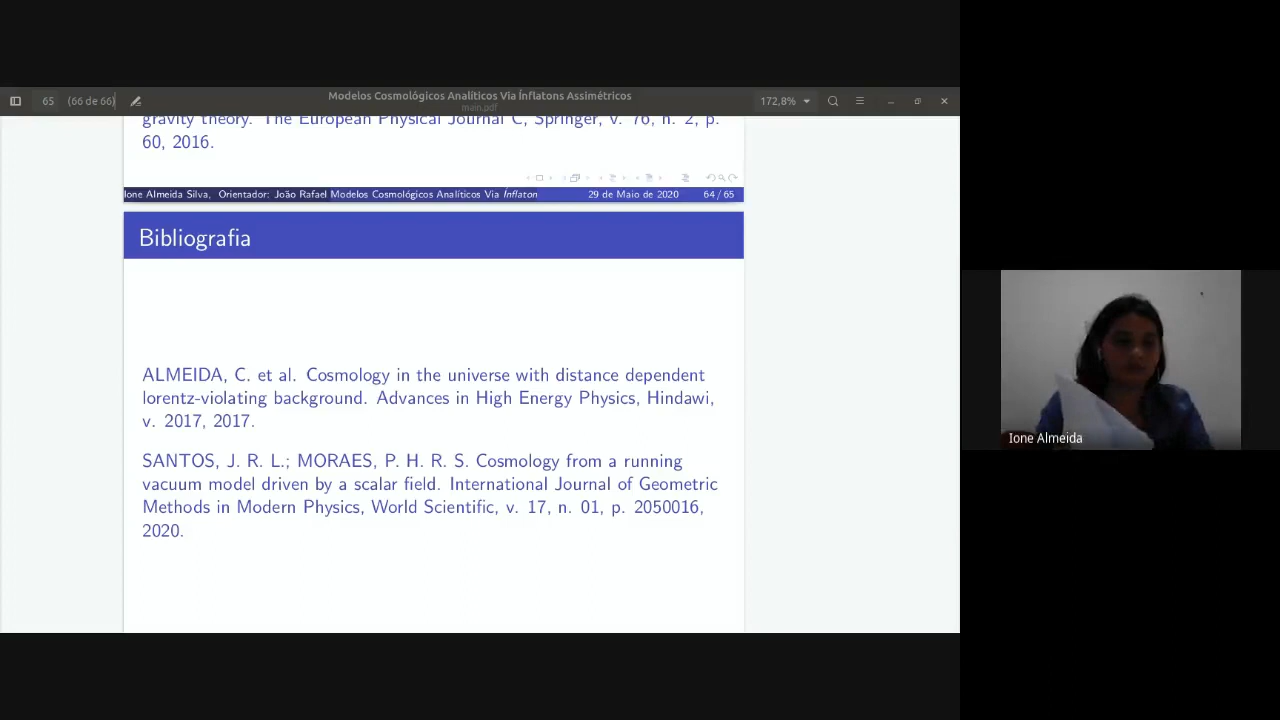 65 (66 de 66)
Modelos Cosmológicos Analíticos Via Ínflatons Assimétricos
main.pdf
172,8%
gravity theory. The European Physical Journal C, Springer, v. 76, n. 2, p.
60, 2016.
Ione Almeida Silva, Orientador: João Rafael Modelos Cosmológicos Analíticos Via Ínflaton 29 de Maio de 2020 64 / 65
Bibliografia
ALMEIDA, C. et al. Cosmology in the universe with distance dependent
lorentz-violating background. Advances in High Energy Physics, Hindawi,
v. 2017, 2017.
SANTOS, J. R. L.; MORAES, P. H. R. S. Cosmology from a running
vacuum model driven by a scalar field. International Journal of Geometric
Methods in Modern Physics, World Scientific, v. 17, n. 01, p. 2050016,
2020.
Ione Almeida